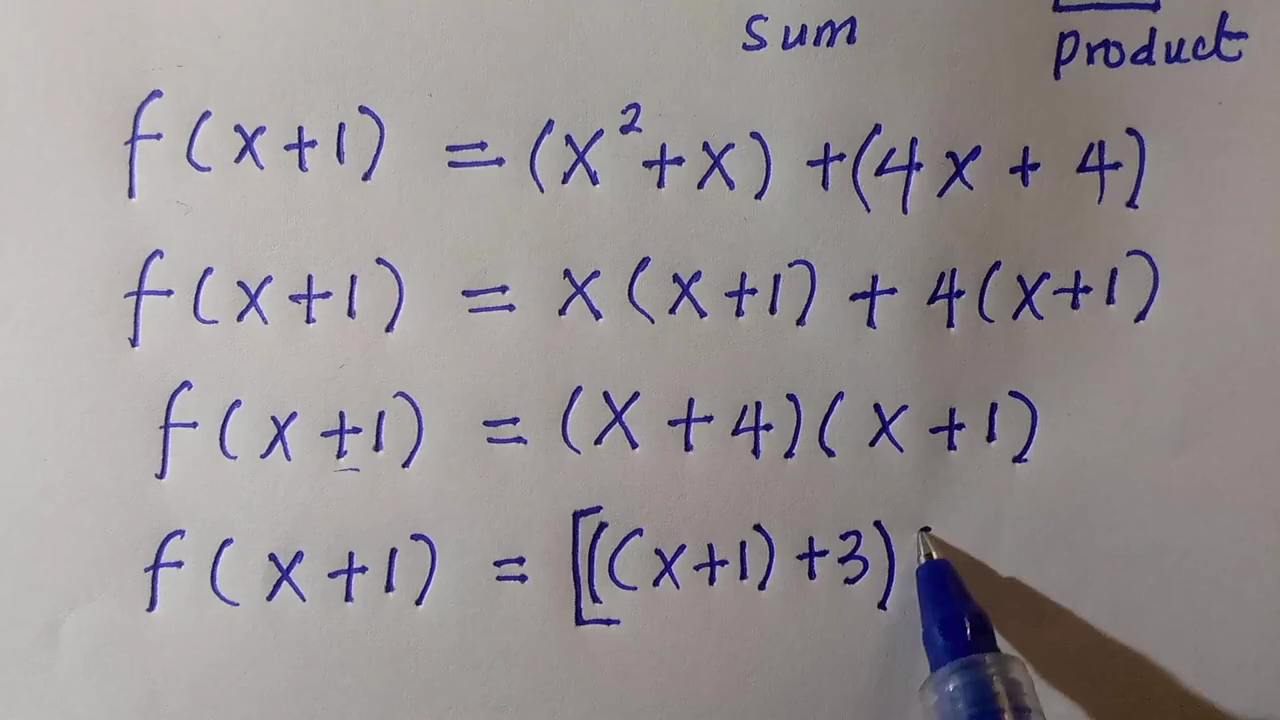 sum product
f(x+1) = (x²+x) +(4x + 4)
f(x+1) = x(x+1) + 4(x+1)
f(x+1) = (x+4)(x+1)
f(x+1) = [((x+1)+3)